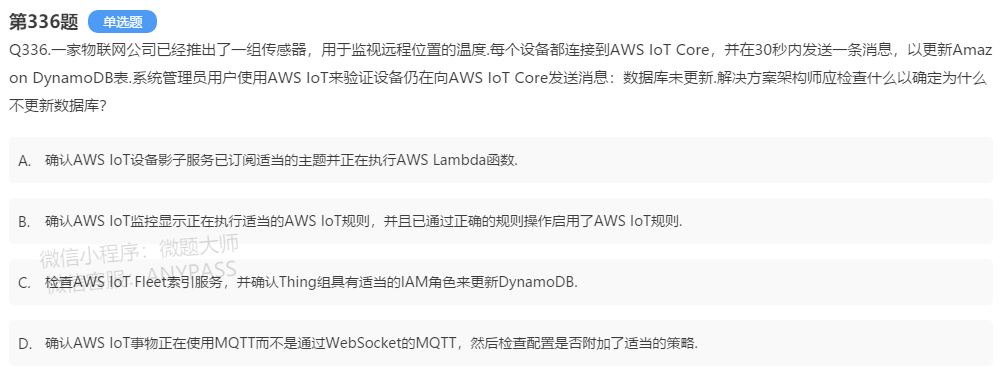 第336题 单选题
Q336.一家物联网公司已经推出了一组传感器，用于监视远程位置的温度.每个设备都连接到AWS IoT Core，并在30秒内发送一条消息，以更新Amaz
on DynamoDB表.系统管理员用户使用AWS IoT来验证设备仍在向AWS IoT Core发送消息：数据库未更新.解决方案架构师应检查什么以确定为什么
不更新数据库？
A. 确认AWS IoT设备影子服务已订阅适当的主题并正在执行AWS Lambda函数.
B. 确认AWS IoT监控显示正在执行适当的AWS IoT规则，并且已通过正确的规则操作启用了AWS IoT规则.
微信小程序：微题大师
微信客服：ANYPASS
C. 检查AWS IoT Fleet索引服务，并确认Thing组具有适当的IAM角色来更新DynamoDB.
D. 确认AWS IoT事物正在使用MQTT而不是通过WebSocket的MQTT，然后检查配置是否附加了适当的策略.